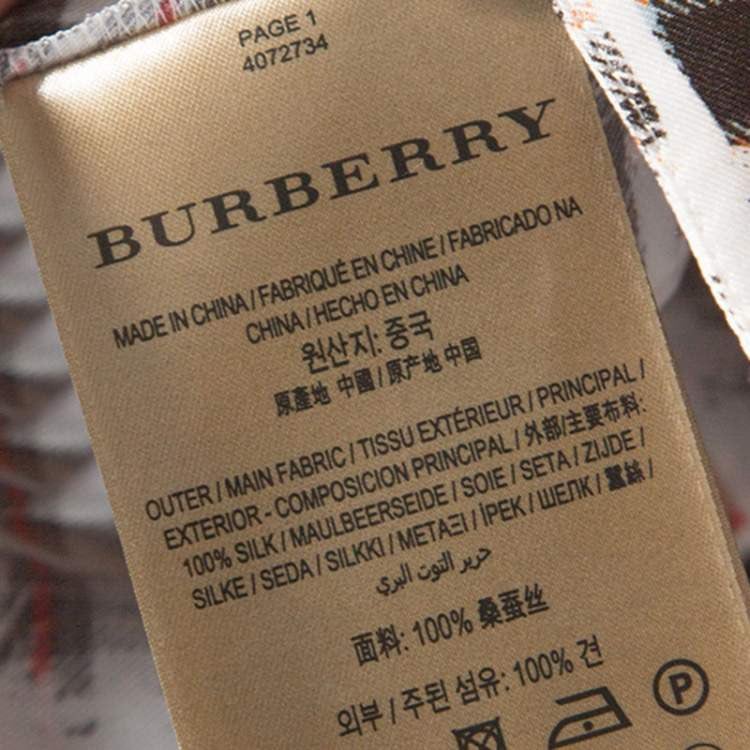 PAGE 1
4072734
BURBERRY
MADE IN CHINA / FABRIQUÉ EN CHINE / FABRICADO NA
CHINA / HECHO EN CHINA
원산지: 중국
原產地 中國 / 原产地 中国
OUTER / MAIN FABRIC / TISSU EXTÉRIEUR / PRINCIPAL /
EXTERIOR - COMPOSICION PRINCIPAL / 外部/主要布料:
100% SILK / MAULBEERSEIDE / SOIE / SETA / ZIJDE /
SILKE / SEDA / SILKKI / ΜΕΤΑΞΙ / İPEK / ШЕЛК / 蠶絲 /
حرير التوت البري
面料: 100% 桑蚕丝
외부 / 주된 섬유: 100% 견
P